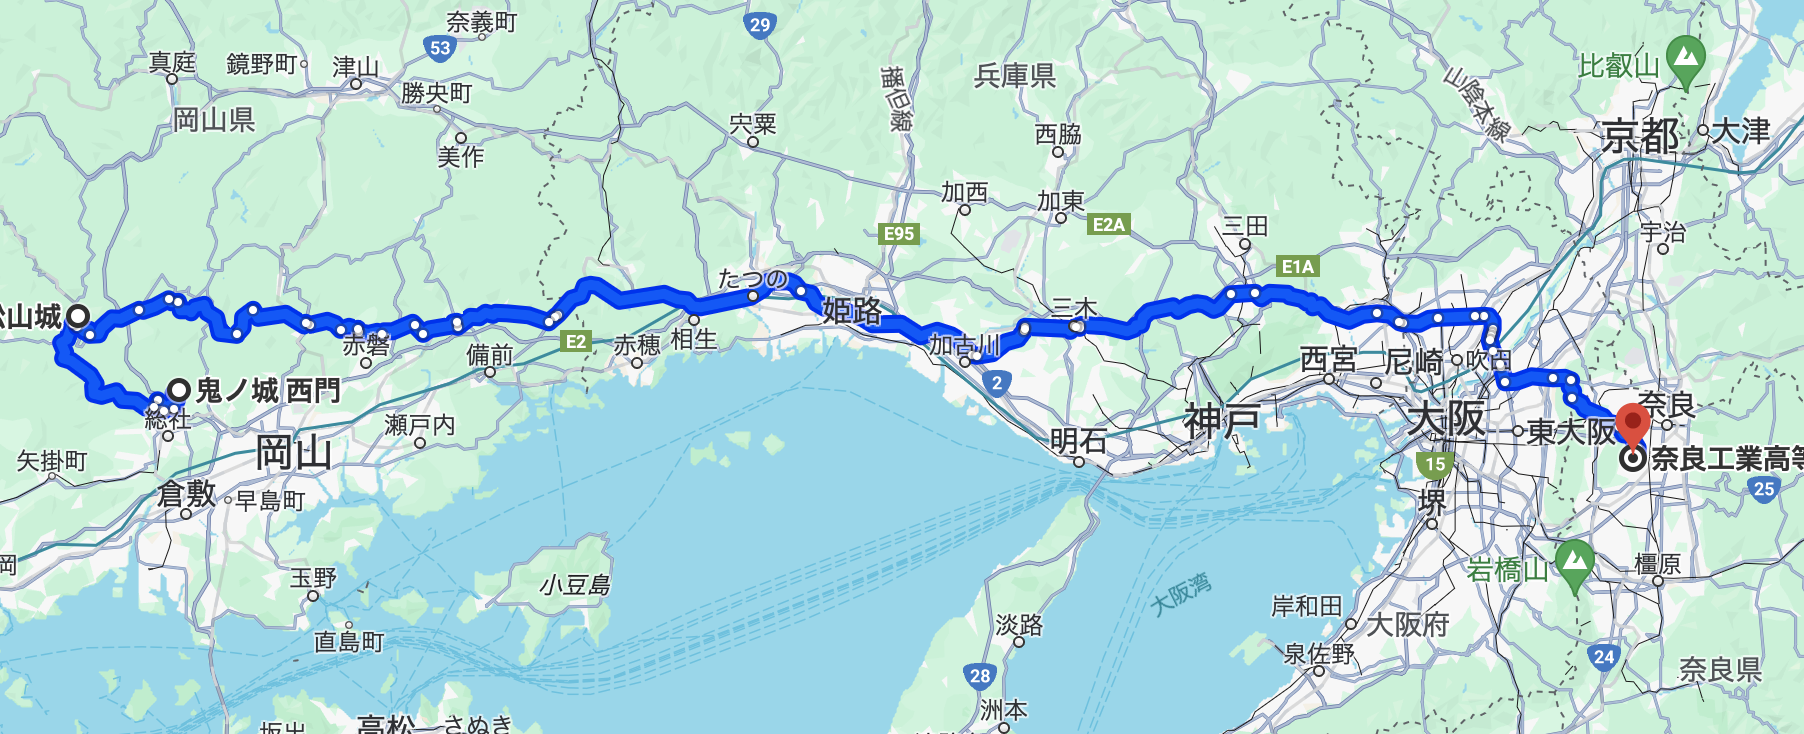 奈義町
29
53
真庭
鏡野町
津山
兵庫県
播但線
比叡山
山陰本線
勝央町
岡山県
宍粟
西脇
京都
大津
美作
加西
加東
E2A
三田
E95
宇治
E1A
たつの
松山城
姫路
三木
赤磐
E2
赤穂
相生
加古川
備前
西宮
尼崎
吹田
2
鬼ノ城 西門
総社
瀬戸内
神戸
大阪
奈良
東大阪
岡山
明石
矢掛町
15
奈良工業高等
倉敷
早島町
25
堺
岡
玉野
小豆島
岩橋山
橿原
大阪湾
直島町
淡路
岸和田
大阪府
泉佐野
24
28
奈良県
洲本
坂出
高松
さぬき